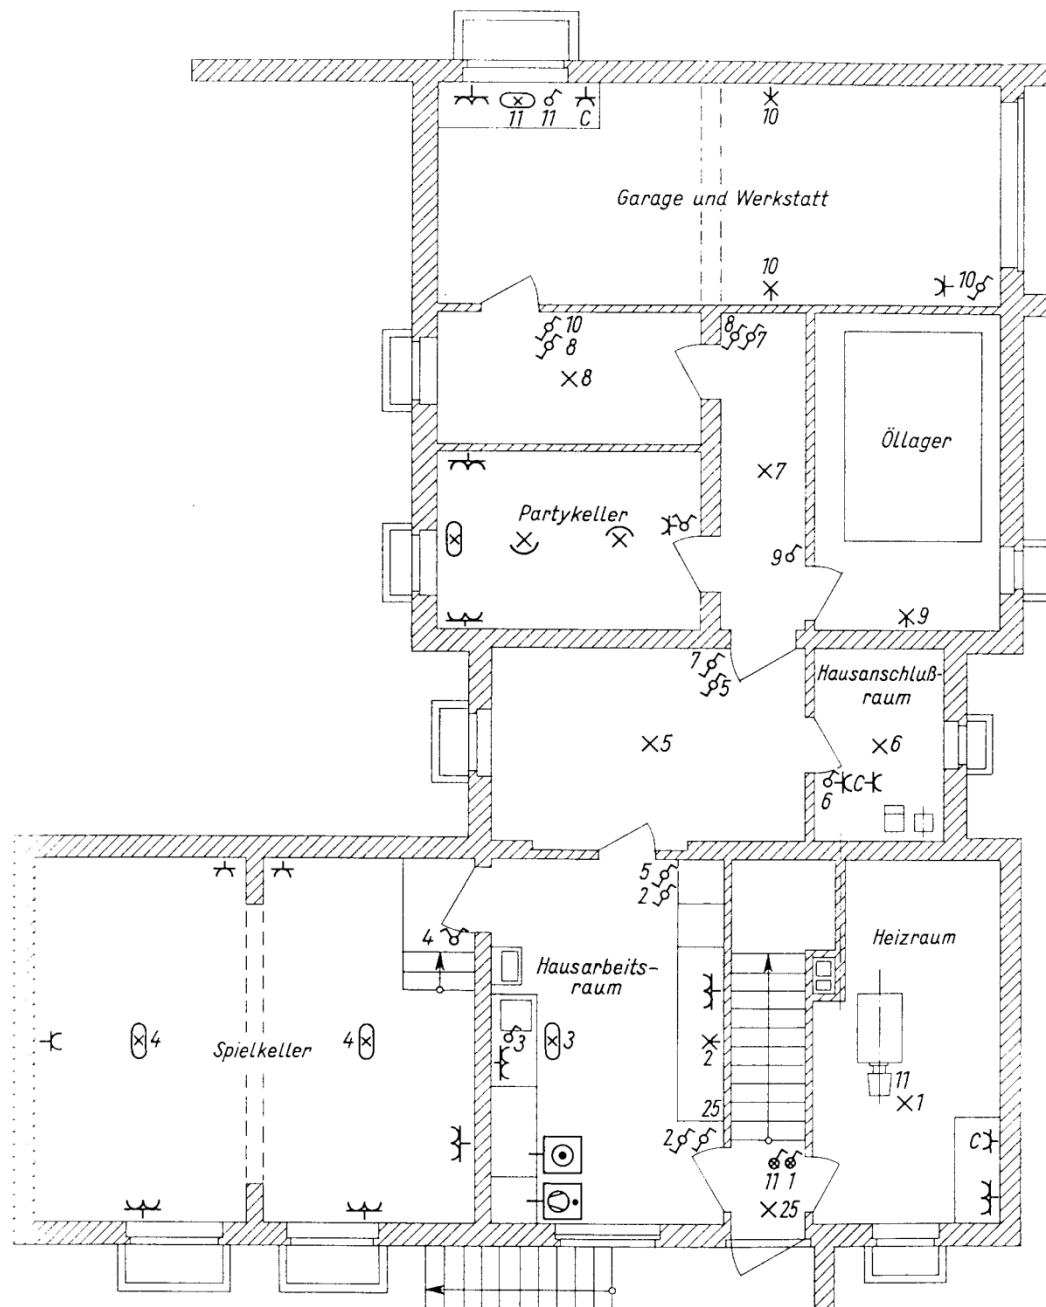 11 11 C
10
Garage und Werkstatt
10
10
10
8
8 7
8
7
Öllager
Partykeller
9
9
7
5
Hausanschluß-
raum
5
6
C
6
5
2
4
Hausarbeits-
raum
Heizraum
4
Spielkeller
4
3
3
2
11
1
25
2
C
11 1
25